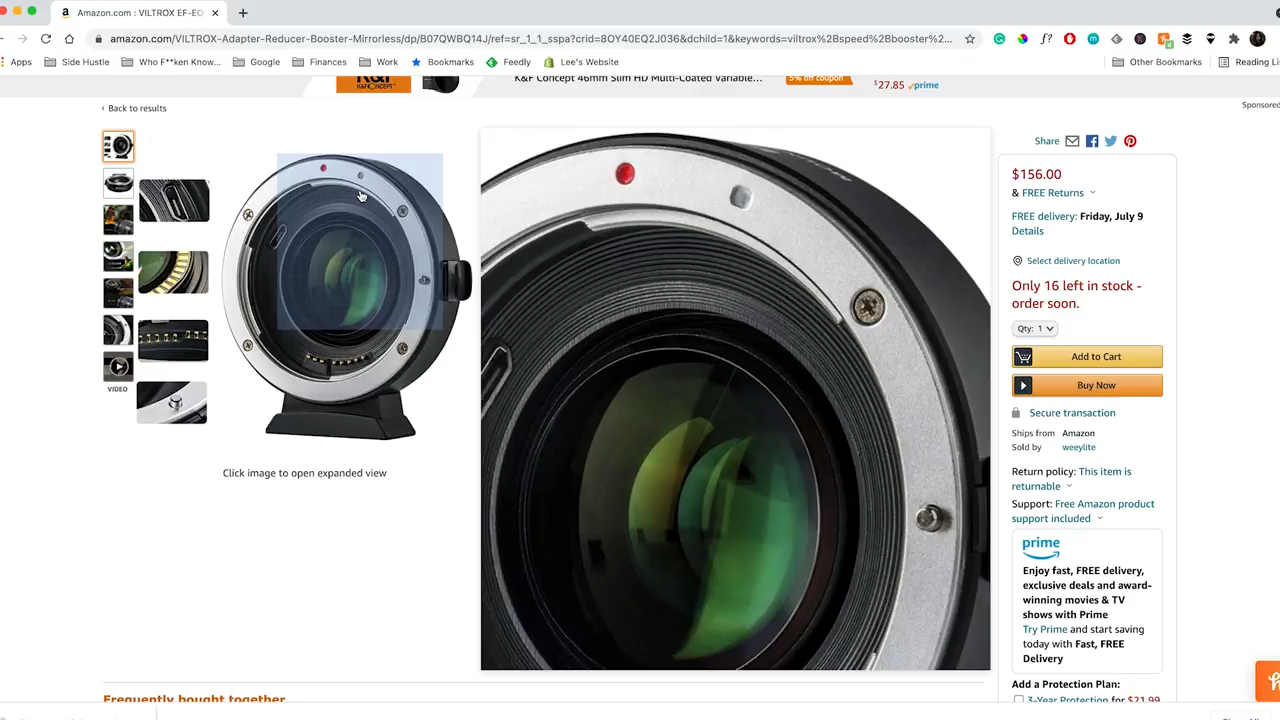 Amazon.com : VILTROX EF-EO
amazon.com/VILTROX-Adapter-Reducer-Booster-Mirrorless/dp/B07QWBQ14J/ref=sr_1_1_sspa?crid=8OY40EQ2J036&dchild=1&keywords=viltrox%2Bspeed%2Bbooster%2B...
Apps Side Hustle Who F**ken Know... Google Finances Work Bookmarks Feedly Lee's Website Other Bookmarks Reading Li
K&F
K&F CONCEPT
K&F Concept 46mm Slim HD Multi-Coated Variable...
5% off coupon
$27.85 prime
‹ Back to results
Sponsored
Share
$156.00
& FREE Returns
FREE delivery: Friday, July 9
Details
Select delivery location
Only 16 left in stock -
order soon.
Qty: 1
Add to Cart
Buy Now
Secure transaction
Ships from Amazon
Sold by weeylite
Return policy: This item is
returnable
Support: Free Amazon product
support included
prime
Enjoy fast, FREE delivery,
exclusive deals and award-
winning movies & TV
shows with Prime
Try Prime and start saving
today with Fast, FREE
Delivery
Add a Protection Plan:
3-Year Protection for $21.99
VIDEO
Click image to open expanded view
Frequently bought together